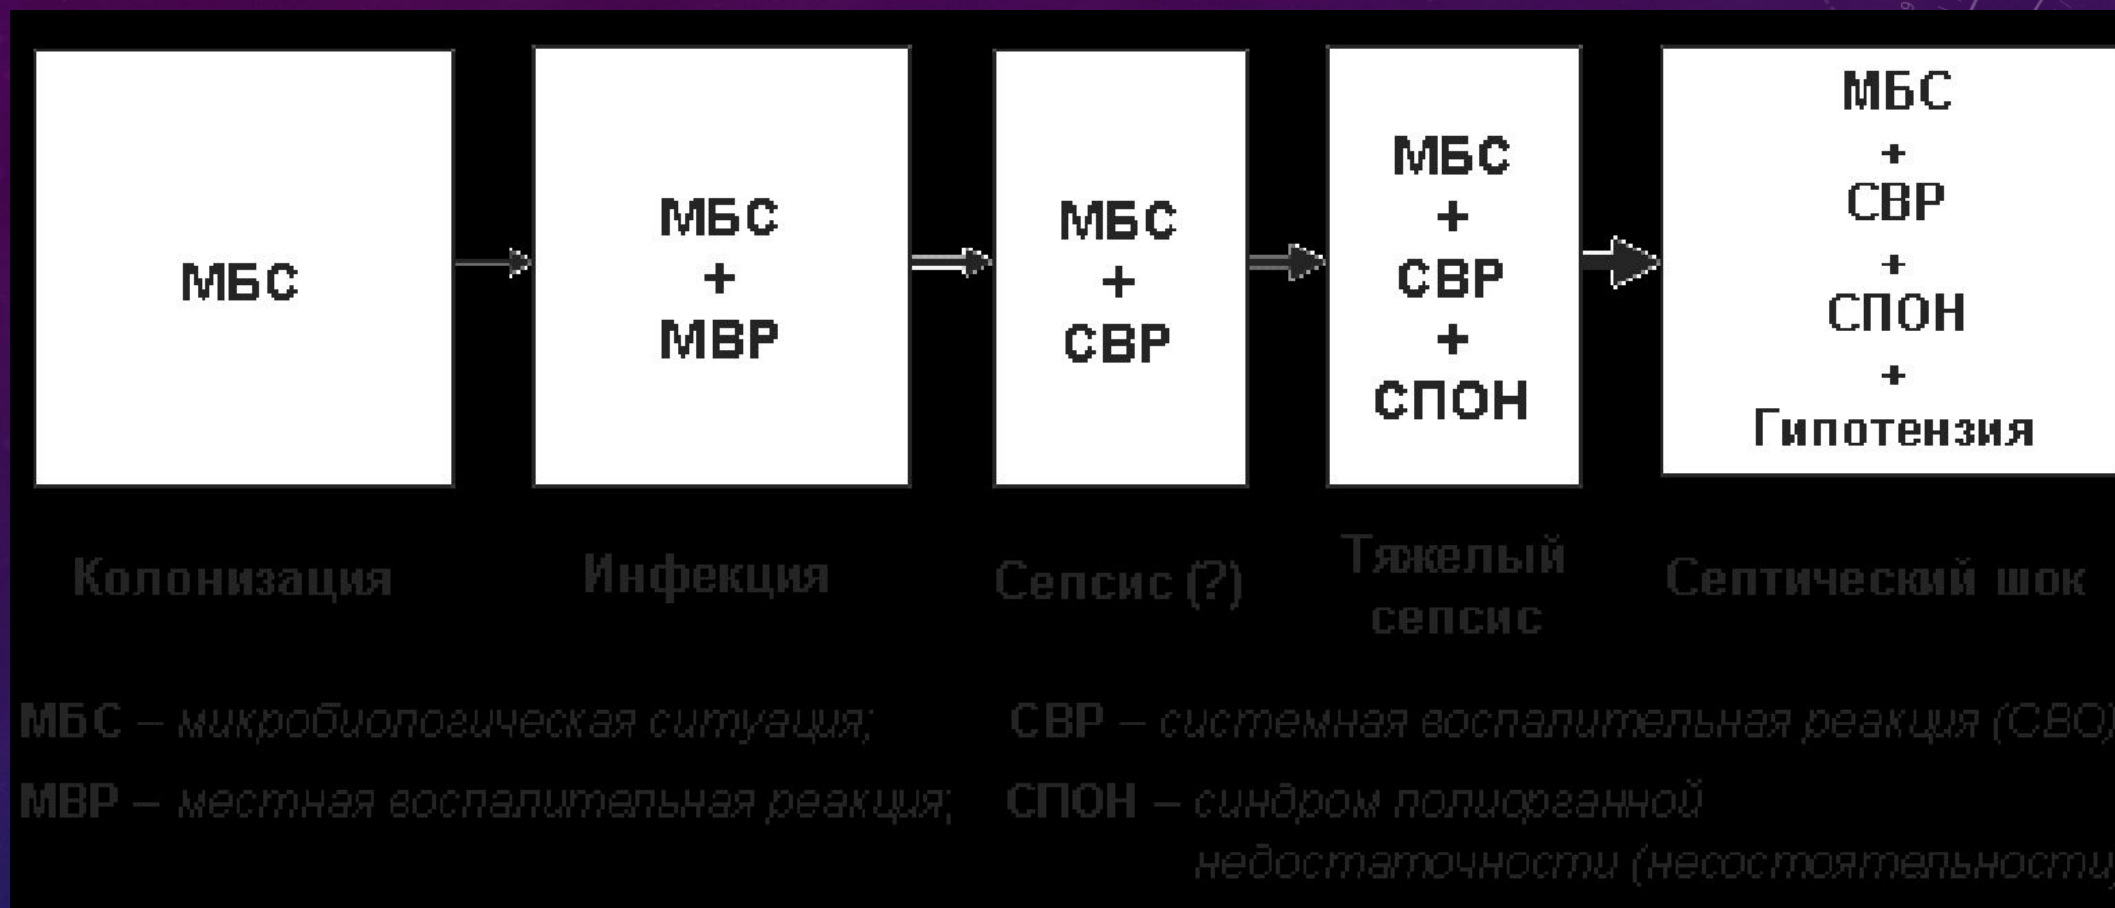 МБС
МБС
+
МВР
МБС
+
СВР
МБС
+
СВР
+
СПОН
МБС
+
СВР
+
СПОН
+
Гипотензия
Колонизация
Инфекция
Сепсис (?)
Тяжелый
сепсис
Септический шок
МБС – микробиологическая ситуация;
МВР – местная воспалительная реакция;
СВР – системная воспалительная реакция (СВО)
СПОН – синдром полиорганной
недостаточности (несостоятельности)